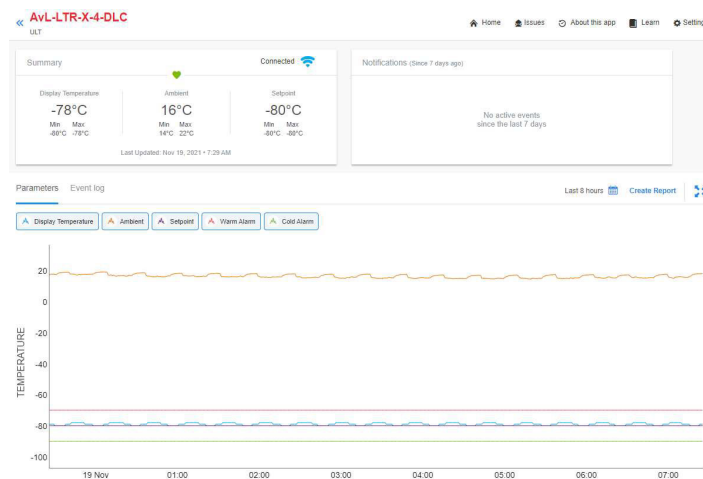 AvL-LTR-X-4-DLC
ULT
Home Issues About this app Learn Setting
Summary
Connected
Display Temperature Ambient Setpoint
-78°C 16°C -80°C
Min Max Min Max Min Max
-80°C -78°C 14°C 22°C -80°C -80°C
Last Updated: Nov 19, 2021 • 7:29 AM
Notifications (Since 7 days ago)
No active events
since the last 7 days
Parameters Event log
Last 8 hours Create Report
Display Temperature Ambient Setpoint Warm Alarm Cold Alarm
TEMPERATURE
20
0
-20
-40
-60
-80
-100
19 Nov 01:00 02:00 03:00 04:00 05:00 06:00 07:00